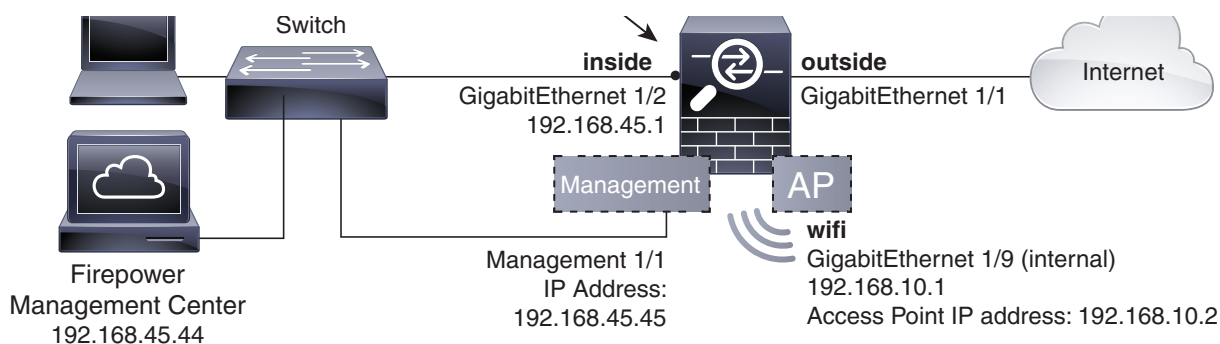 Switch
inside
GigabitEthernet 1/2
192.168.45.1
outside
GigabitEthernet 1/1
Internet
Management
AP
wifi
GigabitEthernet 1/9 (internal)
192.168.10.1
Access Point IP address: 192.168.10.2
Management 1/1
IP Address:
192.168.45.45
Firepower
Management Center
192.168.45.44